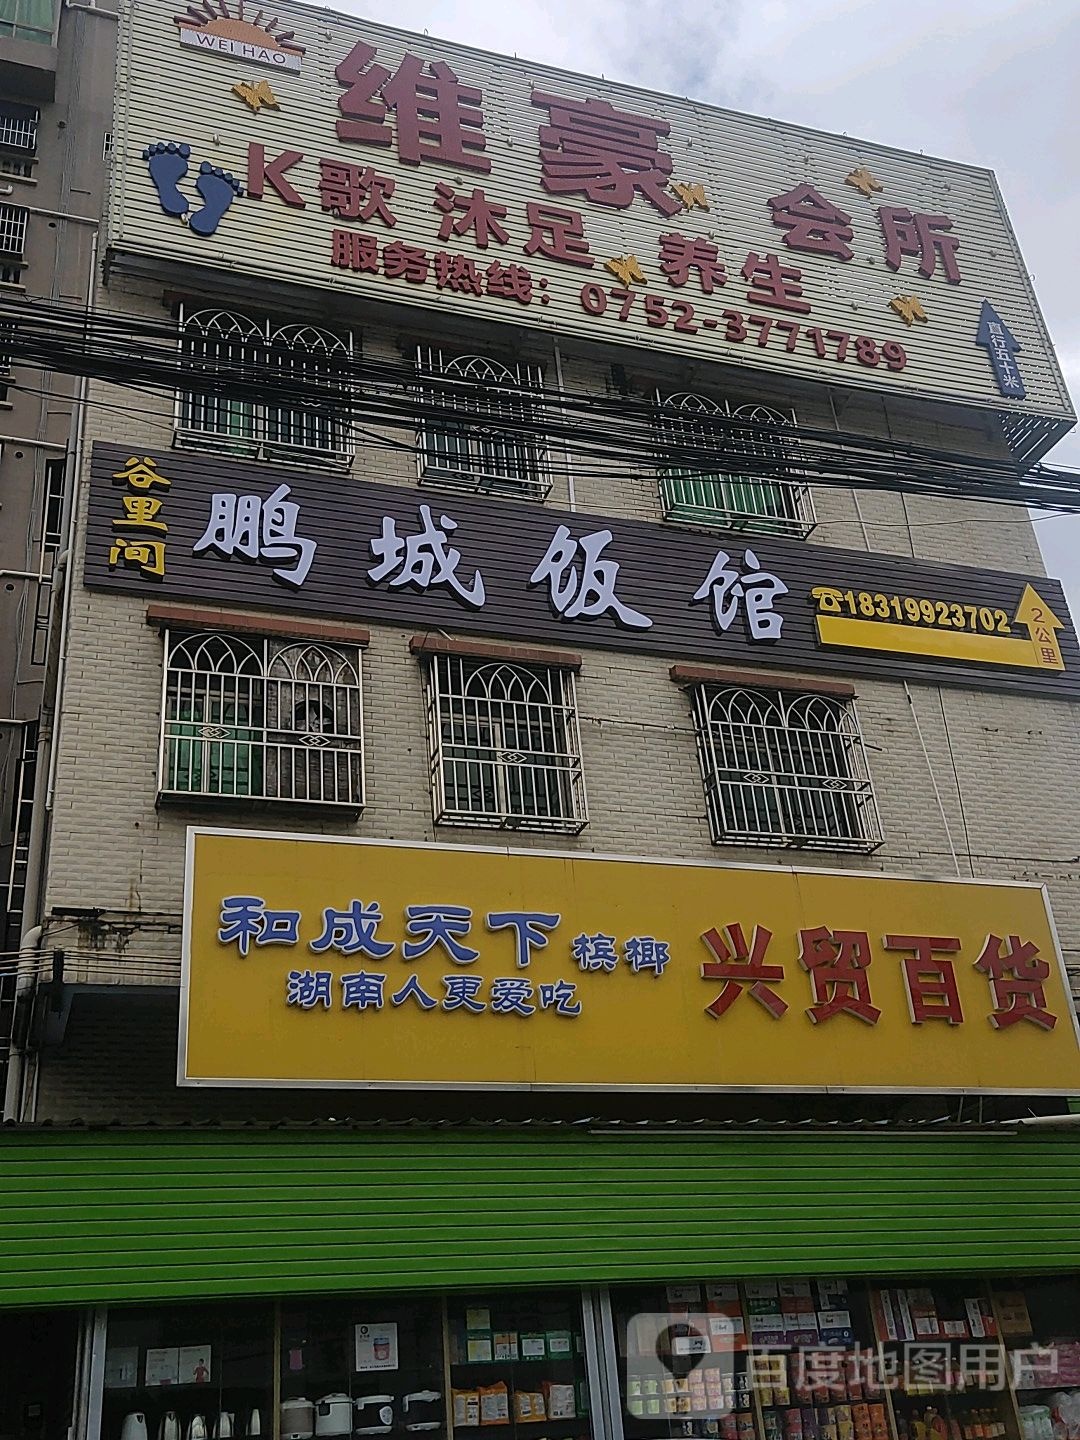 WEI HAO
维豪会所
K歌 沐足 养生
服务热线：0752-3771789
直行五十米
谷里间
鹏城饭馆
☎18319923702
2公里
和成天下槟榔
湖南人更爱吃
兴贸百货
百度地图用户